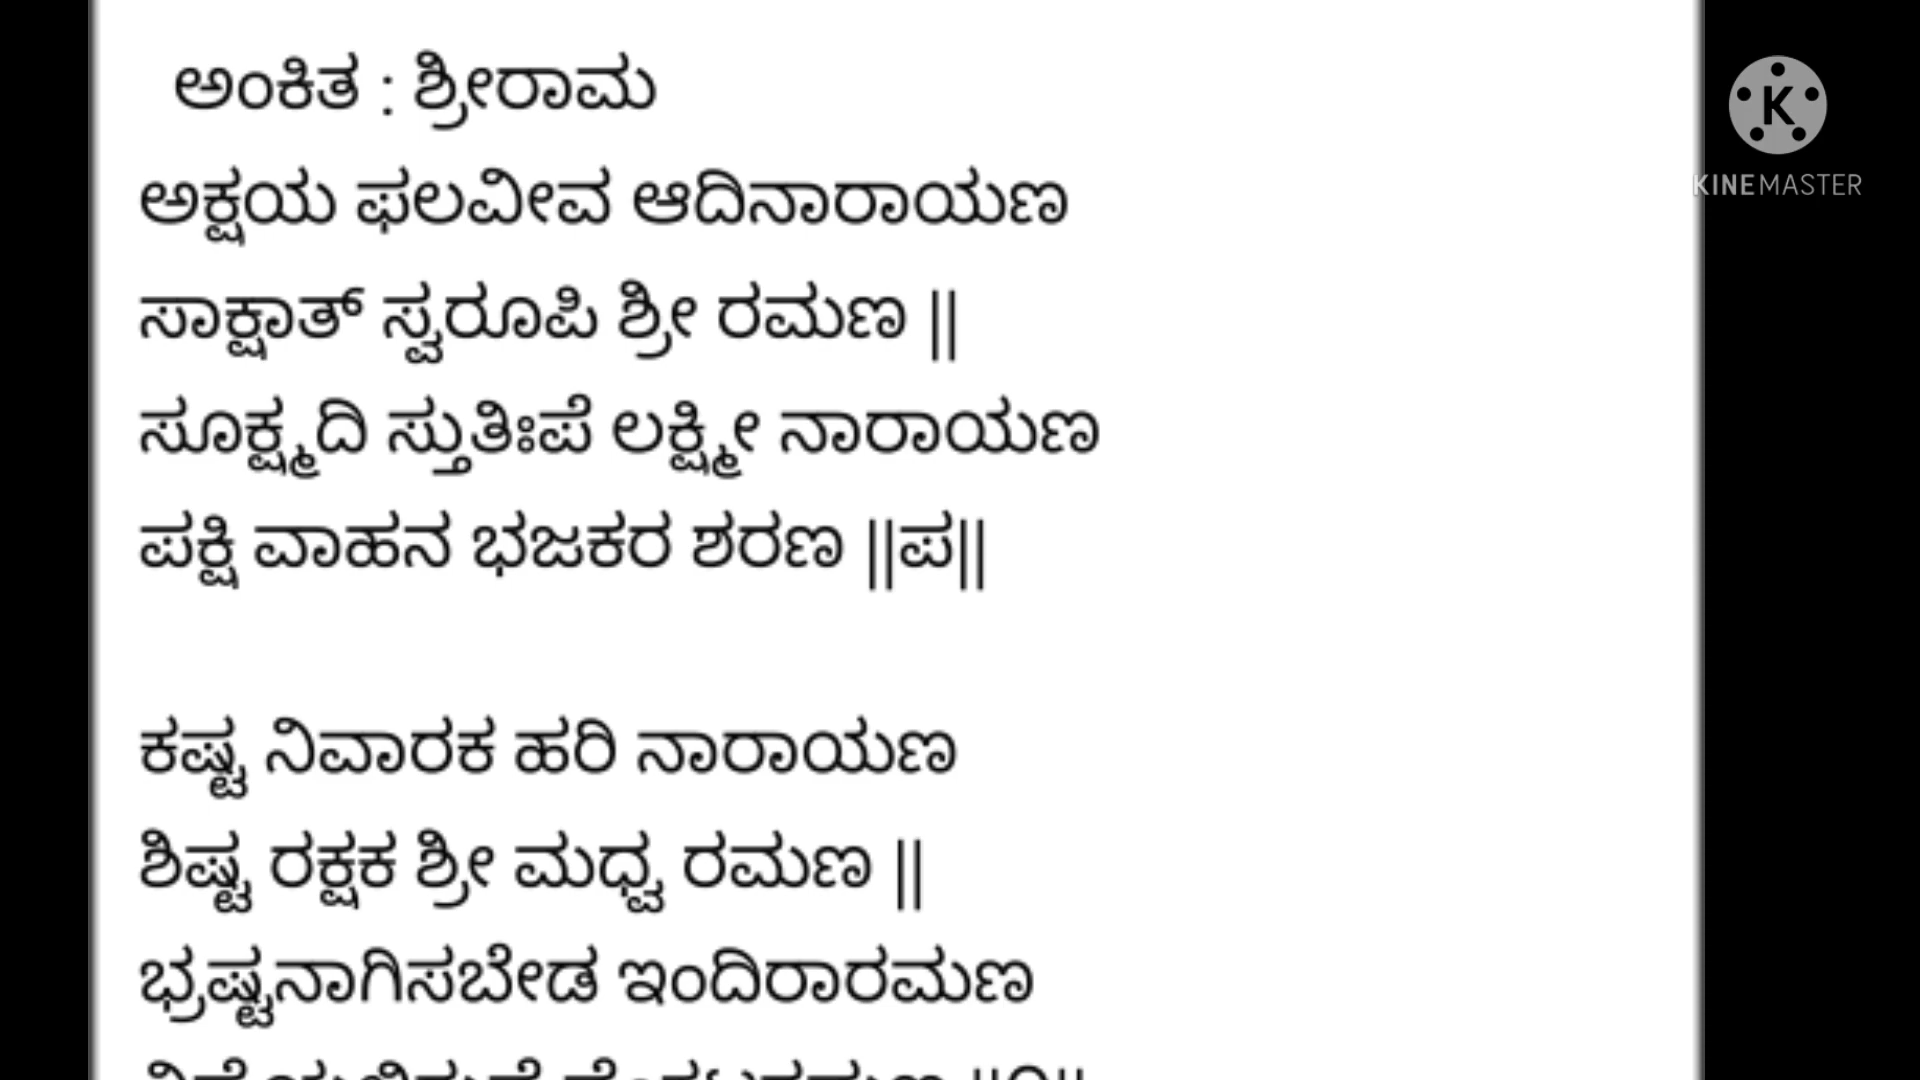 ಅಂಕಿತ : ಶ್ರೀರಾಮ
ಅಕ್ಷಯ ಫಲವೀವ ಆದಿನಾರಾಯಣ
ಸಾಕ್ಷಾತ್ ಸ್ವರೂಪಿ ಶ್ರೀ ರಮಣ ||
ಸೂಕ್ಷ್ಮದಿ ಸ್ತುತಿಃಪೆ ಲಕ್ಷ್ಮೀ ನಾರಾಯಣ
ಪಕ್ಷಿ ವಾಹನ ಭಜಕರ ಶರಣ ||ಪ||
ಕಷ್ಟ ನಿವಾರಕ ಹರಿ ನಾರಾಯಣ
ಶಿಷ್ಟ ರಕ್ಷಕ ಶ್ರೀ ಮಧ್ವ ರಮಣ ||
ಭ್ರಷ್ಟನಾಗಿಸಬೇಡ ಇಂದಿರಾರಮಣ
K
KINEMASTER